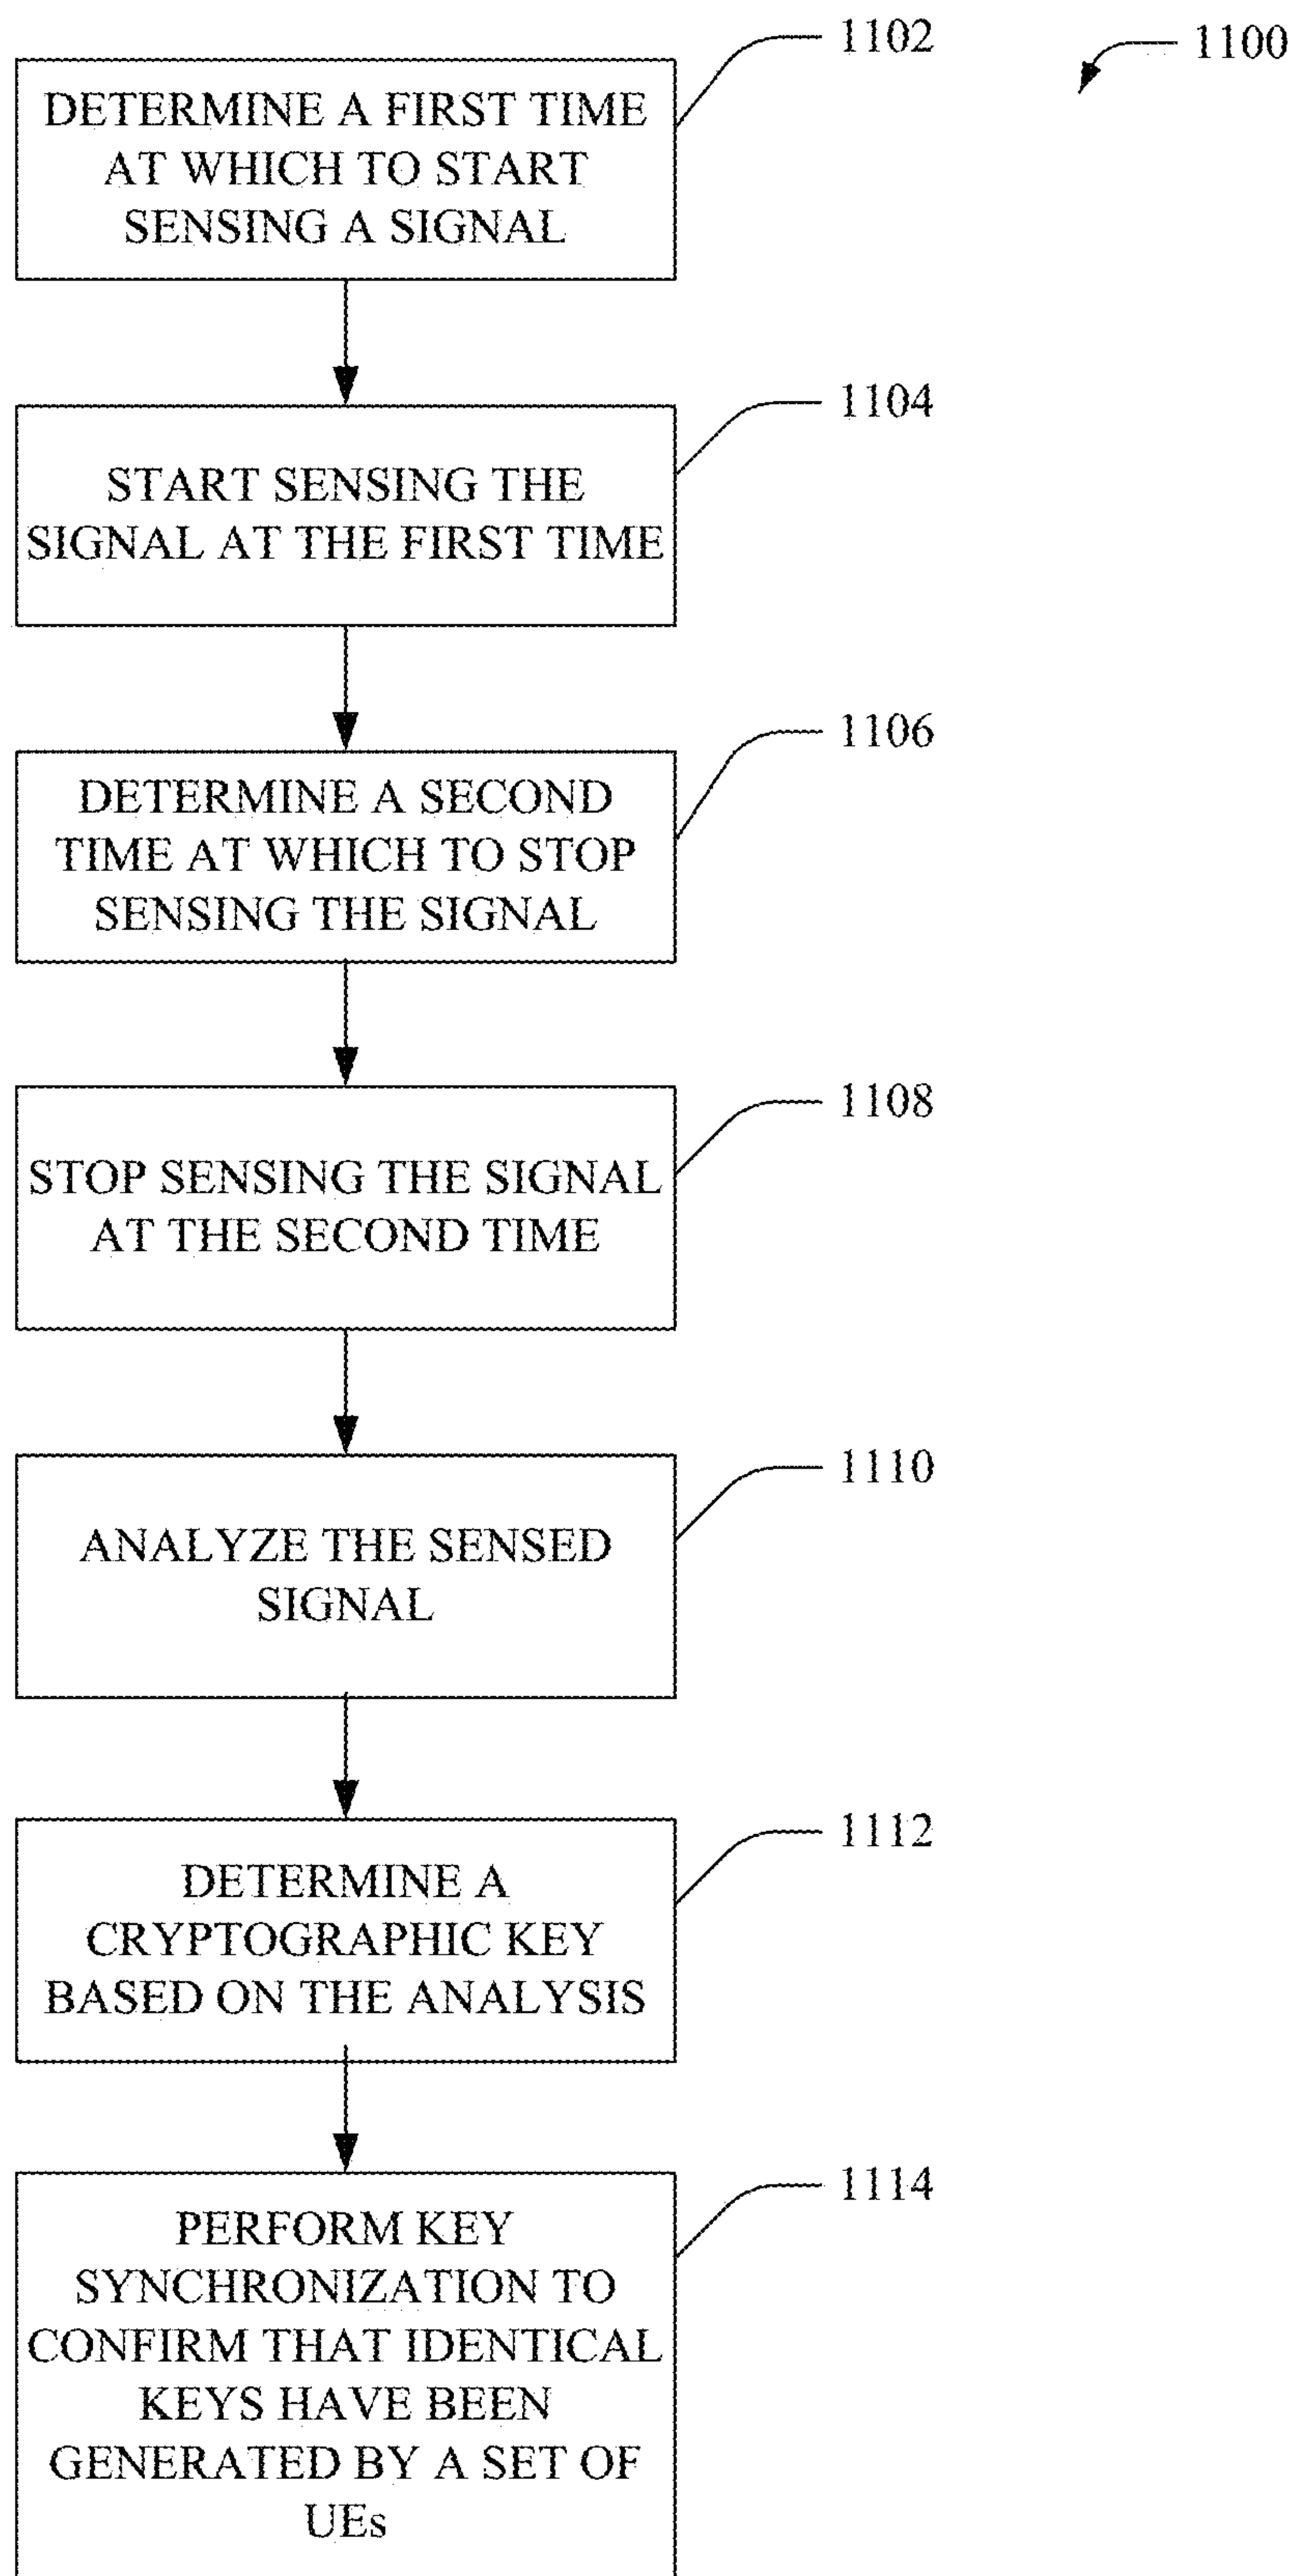 1102
1100
DETERMINE A FIRST TIME
AT WHICH TO START
SENSING A SIGNAL
1104
START SENSING THE
SIGNAL AT THE FIRST TIME
1106
DETERMINE A SECOND
TIME AT WHICH TO STOP
SENSING THE SIGNAL
1108
STOP SENSING THE SIGNAL
AT THE SECOND TIME
1110
ANALYZE THE SENSED
SIGNAL
1112
DETERMINE A
CRYPTOGRAPHIC KEY
BASED ON THE ANALYSIS
1114
PERFORM KEY
SYNCHRONIZATION TO
CONFIRM THAT IDENTICAL
KEYS HAVE BEEN
GENERATED BY A SET OF
UEs